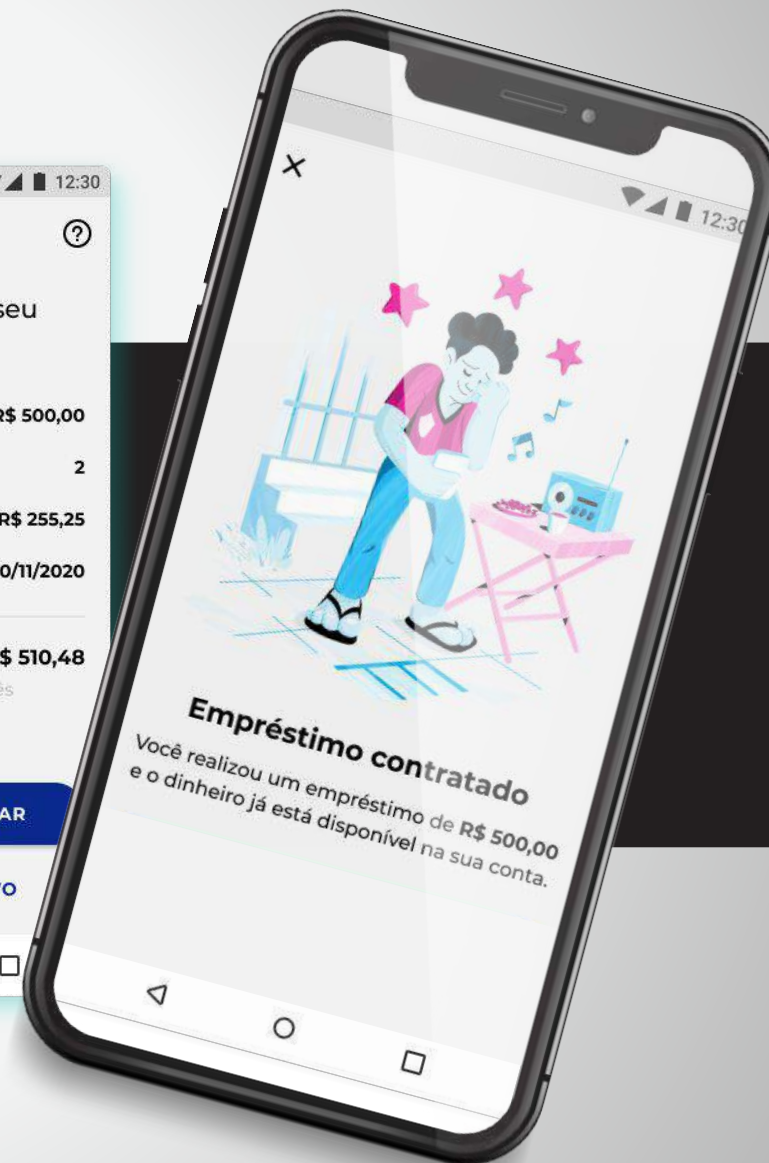 12:30
seu
R$ 500,00
2
R$ 255,25
0/11/2020
$ 510,48
AR
12:30
Empréstimo contratado
Você realizou um empréstimo de R$ 500,00
e o dinheiro já está disponível na sua conta.